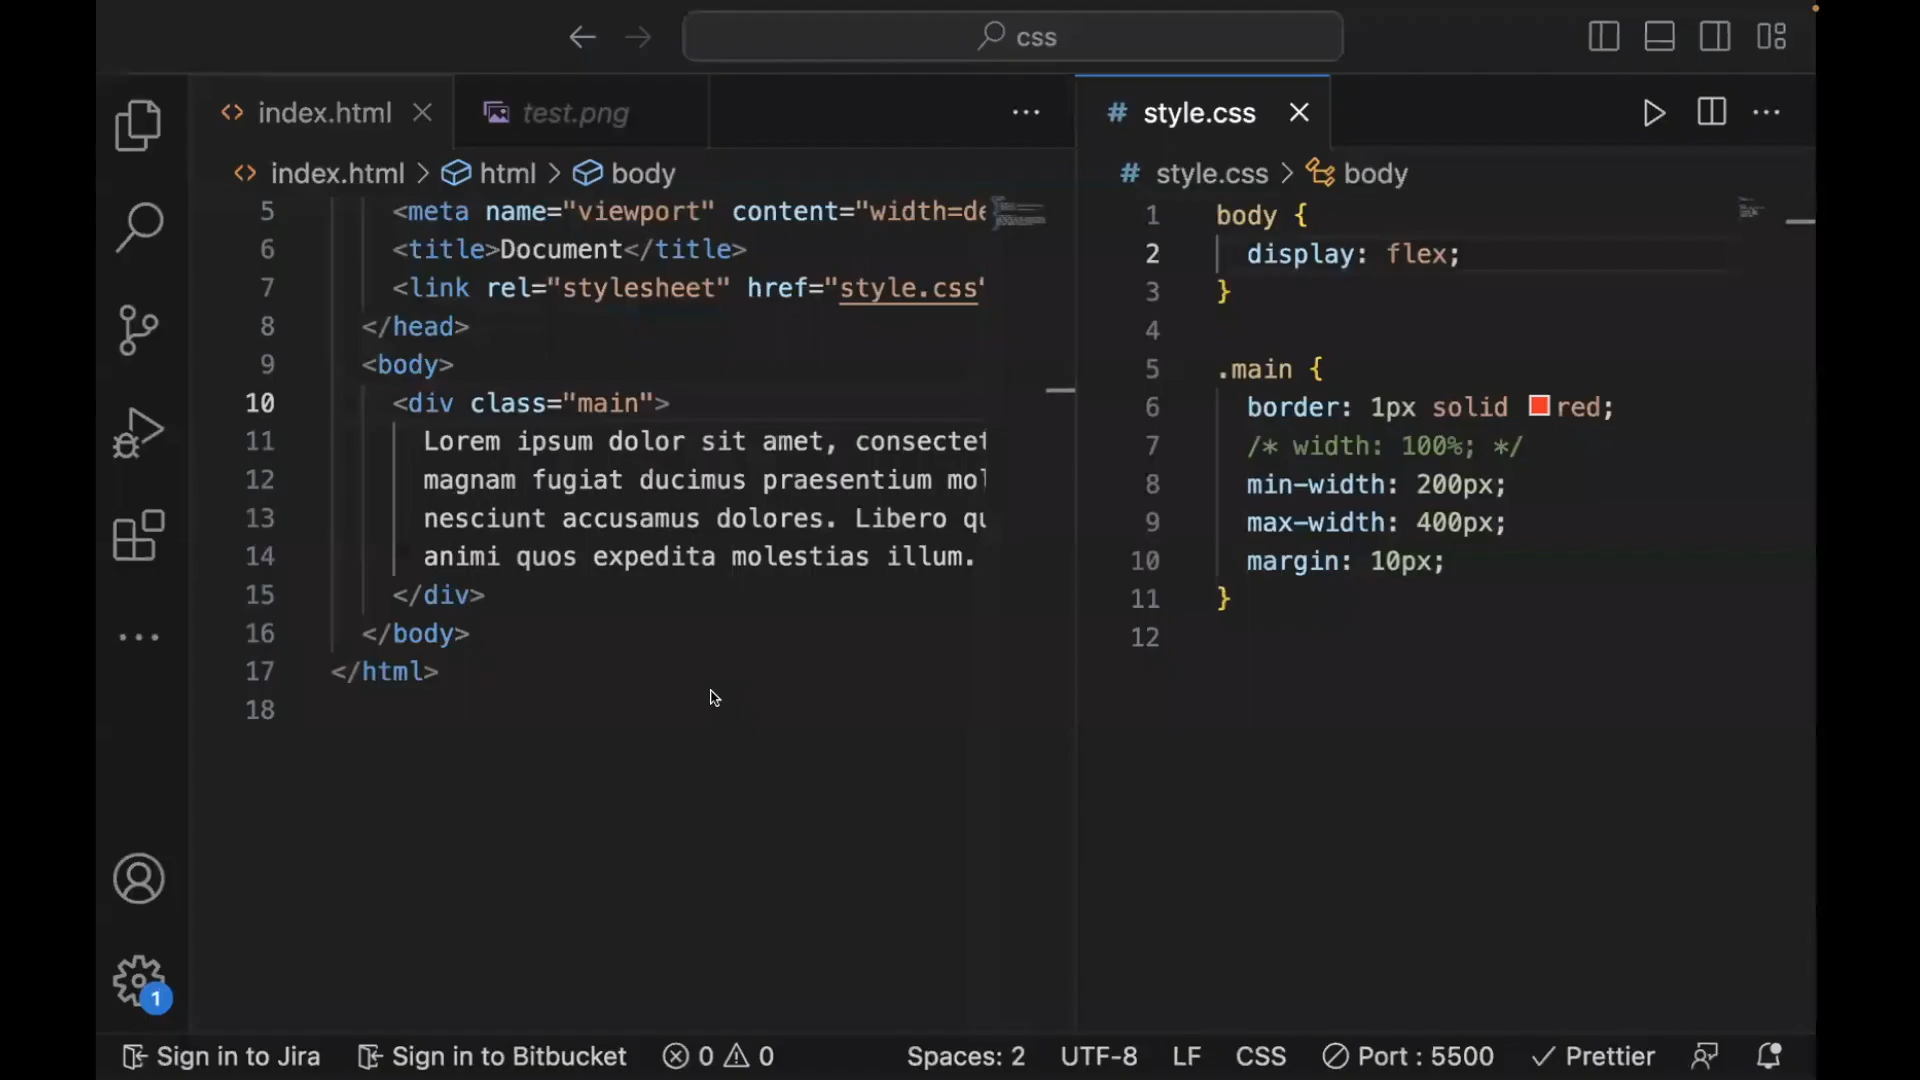 css
index.html
test.png
style.css
index.html > html > body
style.css > body
5 <meta name="viewport" content="width=de
6 <title>Document</title>
7 <link rel="stylesheet" href="style.css"
8 </head>
9 <body>
10 <div class="main">
11 Lorem ipsum dolor sit amet, consectet
12 magnam fugiat ducimus praesentium mol
13 nesciunt accusamus dolores. Libero qu
14 animi quos expedita molestias illum.
15 </div>
16 </body>
17 </html>
18
1 body {
2 display: flex;
3 }
4
5 .main {
6 border: 1px solid red;
7 /* width: 100%; */
8 min-width: 200px;
9 max-width: 400px;
10 margin: 10px;
11 }
12
1
Sign in to Jira Sign in to Bitbucket 0 0 Spaces: 2 UTF-8 LF CSS Port : 5500 Prettier